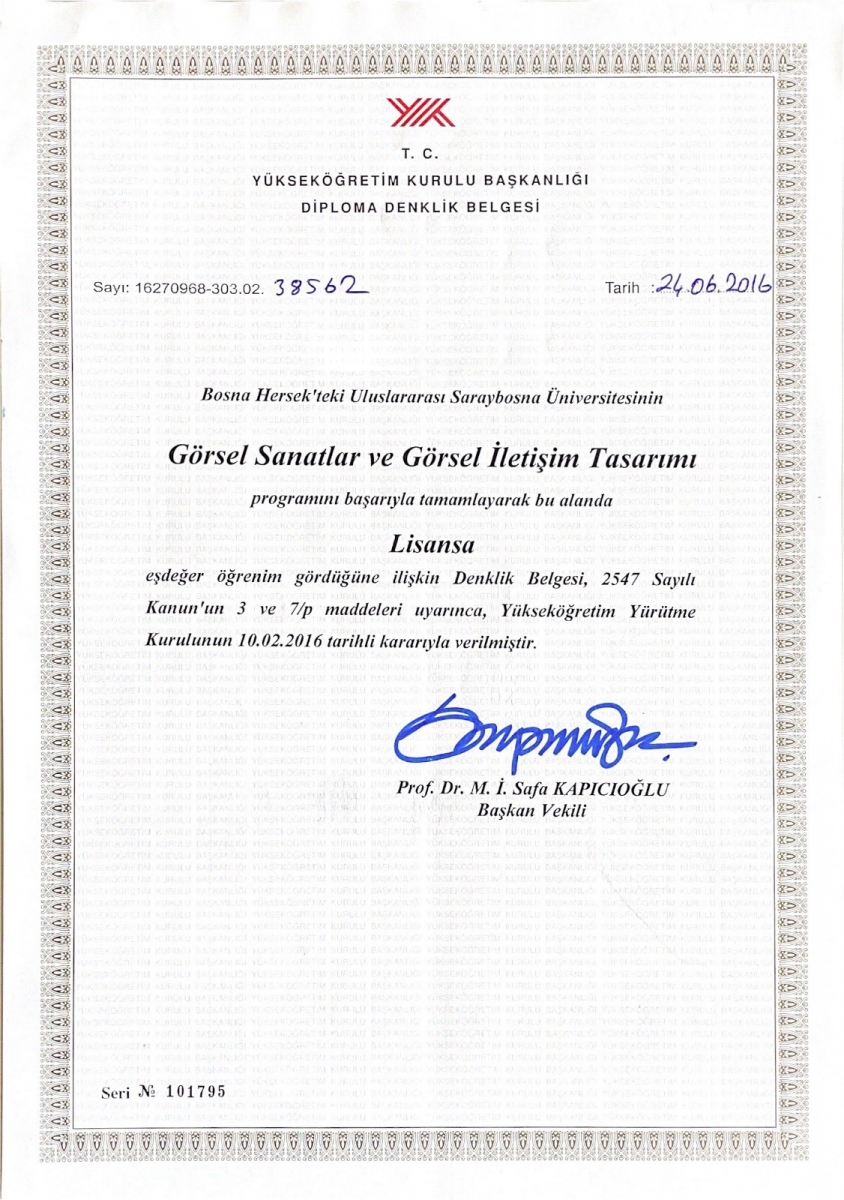 T. C.
YÜKSEKÖĞRETİM KURULU BAŞKANLIĞI
DİPLOMA DENKLİK BELGESİ
Sayı: 16270968-303.02. 38562
Tarih : 24.06.2016
Bosna Hersek'teki Uluslararası Saraybosna Üniversitesinin
Görsel Sanatlar ve Görsel İletişim Tasarımı
programını başarıyla tamamlayarak bu alanda
Lisansa
eşdeğer öğrenim gördüğüne ilişkin Denklik Belgesi, 2547 Sayılı
Kanun'un 3 ve 7/p maddeleri uyarınca, Yükseköğretim Yürütme
Kurulunun 10.02.2016 tarihli kararıyla verilmiştir.
Prof. Dr. M. İ. Safa KAPICIOĞLU
Başkan Vekili
Seri № 101795